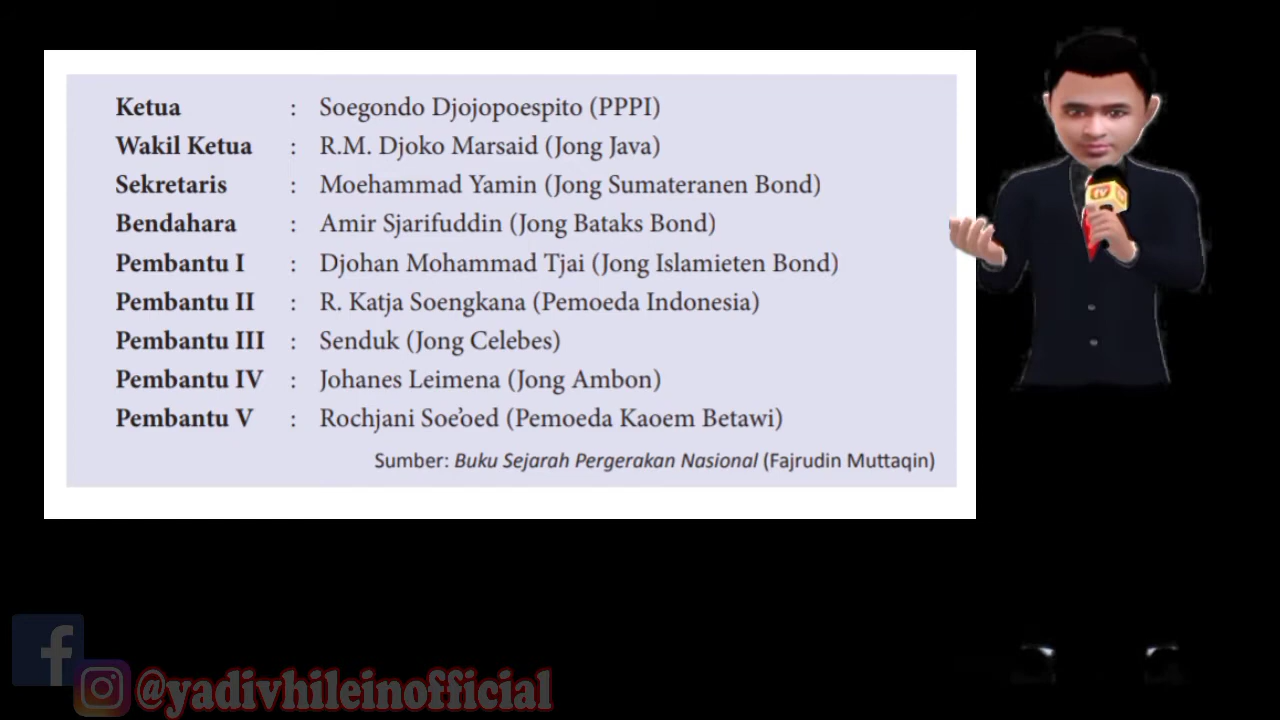 Ketua : Soegondo Djojopoespito (PPPI)
Wakil Ketua : R.M. Djoko Marsaid (Jong Java)
Sekretaris : Moehammad Yamin (Jong Sumateranen Bond)
Bendahara : Amir Sjarifuddin (Jong Bataks Bond)
Pembantu I : Djohan Mohammad Tjai (Jong Islamieten Bond)
Pembantu II : R. Katja Soengkana (Pemoeda Indonesia)
Pembantu III : Senduk (Jong Celebes)
Pembantu IV : Johanes Leimena (Jong Ambon)
Pembantu V : Rochjani Soe’oed (Pemoeda Kaoem Betawi)
Sumber: Buku Sejarah Pergerakan Nasional (Fajrudin Muttaqin)
TV
f
@yadivhileinofficial